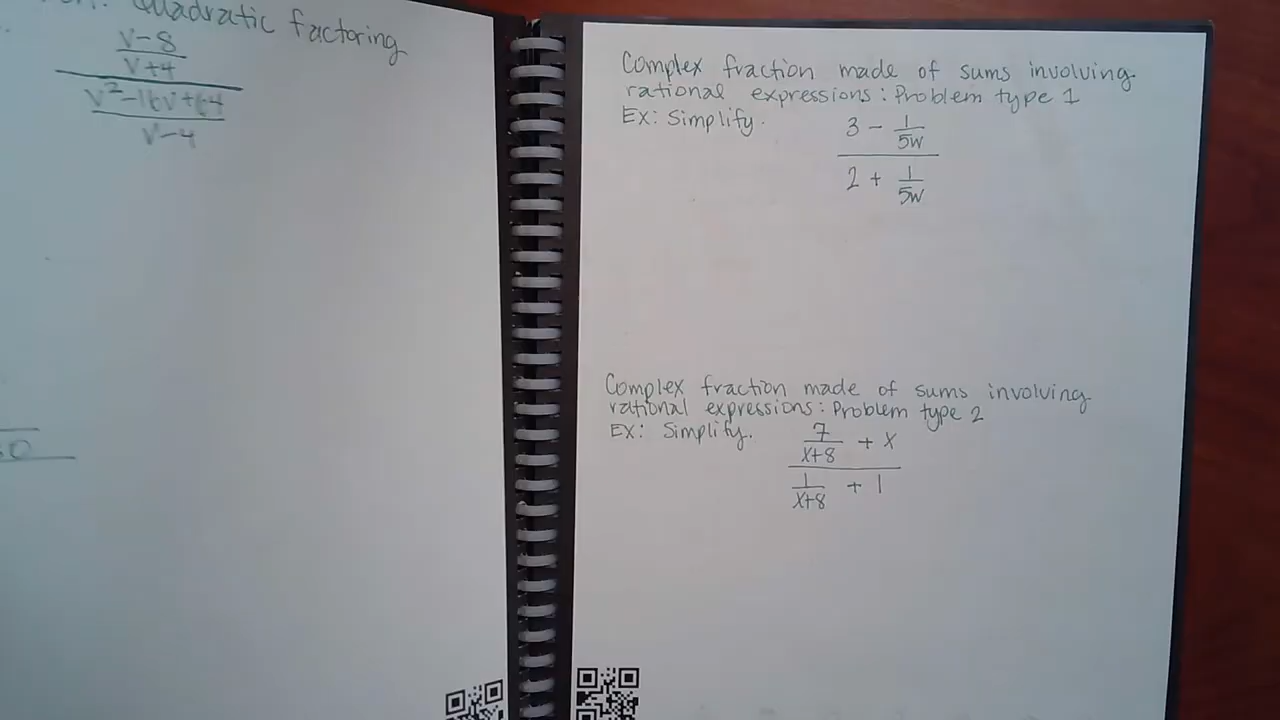 Quadratic factoring
v-8
v+4
v²-16v+64
v-4
Complex fraction made of sums involving
rational expressions: Problem type 1
Ex: Simplify.
3 - 1/5w
2 + 1/5w
Complex fraction made of sums involving
rational expressions: Problem type 2
EX: Simplify.
7/x+8 + x
1/x+8 + 1